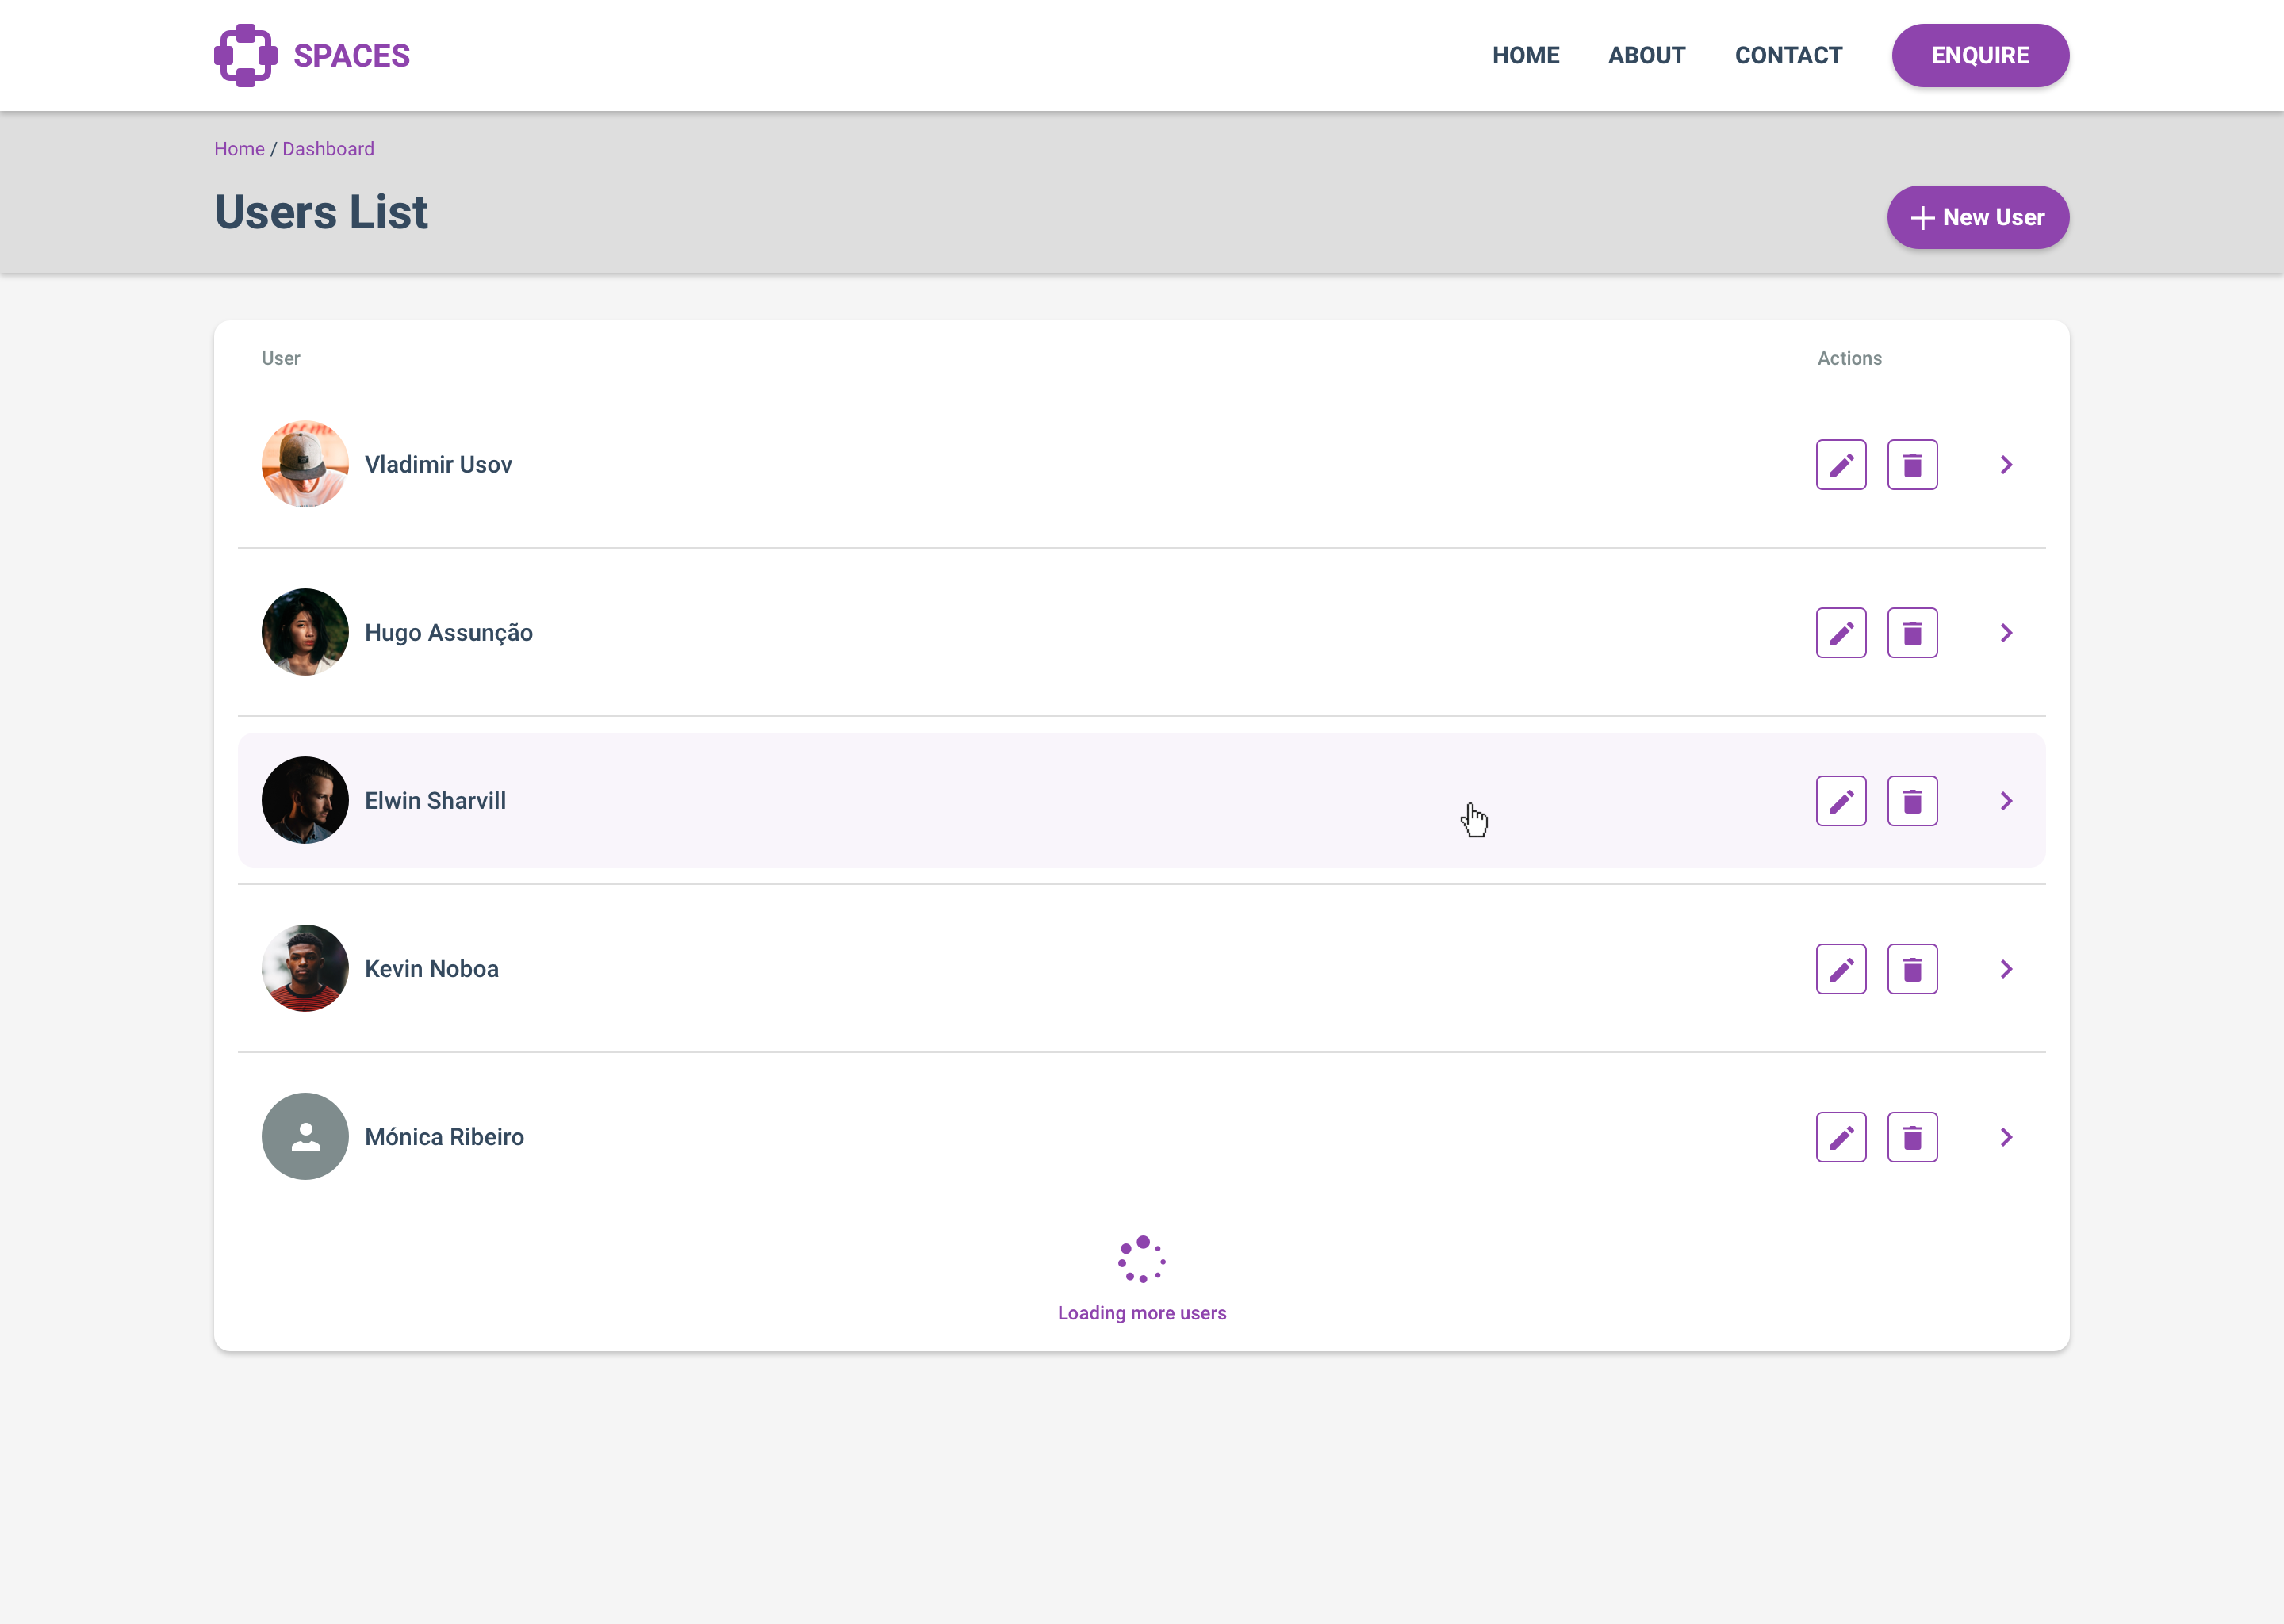 SPACES
HOME ABOUT CONTACT ENQUIRE
Home / Dashboard
Users List
New User
User Actions
Vladimir Usov
Hugo Assunção
Elwin Sharvill
Kevin Noboa
Mónica Ribeiro
Loading more users